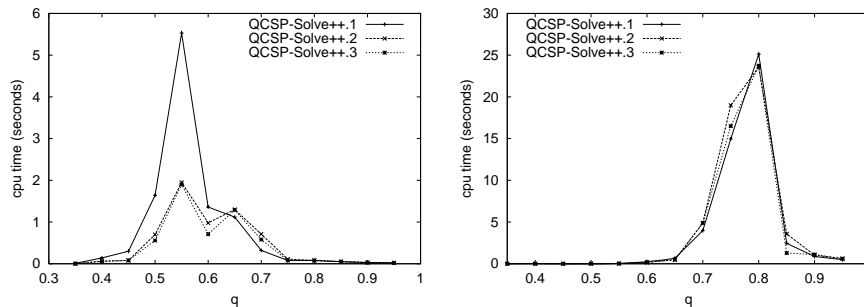 6
5
4
3
2
1
0
cpu time (seconds)
QCSP-Solve++.1
QCSP-Solve++.2
QCSP-Solve++.3
0.3 0.4 0.5 0.6 0.7 0.8 0.9 1
q
30
25
20
15
10
5
0
cpu time (seconds)
QCSP-Solve++.1
QCSP-Solve++.2
QCSP-Solve++.3
0.4 0.5 0.6 0.7 0.8 0.9
q